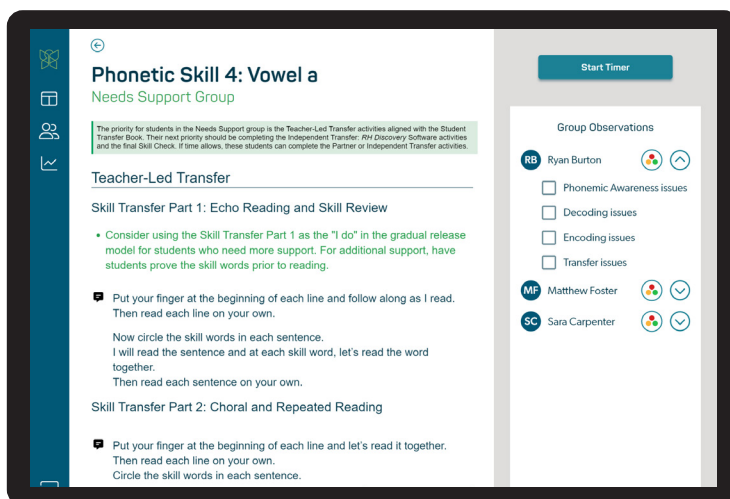 Phonetic Skill 4: Vowel a
Needs Support Group
The priority for students in the Needs Support group is the Teacher-Led Transfer activities aligned with the Student
Transfer Book. Their next priority should be completing the Independent Transfer: RH Discovery Software activities
and the final Skill Check. If time allows, these students can complete the Partner or Independent Transfer activities.
Teacher-Led Transfer
Skill Transfer Part 1: Echo Reading and Skill Review
• Consider using the Skill Transfer Part 1 as the "I do" in the gradual release
model for students who need more support. For additional support, have
students prove the skill words prior to reading.
Put your finger at the beginning of each line and follow along as I read.
Then read each line on your own.
Now circle the skill words in each sentence.
I will read the sentence and at each skill word, let's read the word
together.
Then read each sentence on your own.
Skill Transfer Part 2: Choral and Repeated Reading
Put your finger at the beginning of each line and let's read it together.
Then read each line on your own.
Circle the skill words in each sentence.
Start Timer
Group Observations
RB Ryan Burton
Phonemic Awareness issues
Decoding issues
Encoding issues
Transfer issues
MF Matthew Foster
SC Sara Carpenter